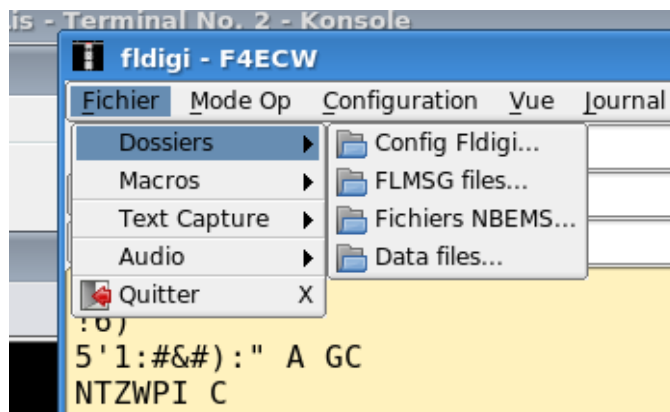 is - Terminal No. 2 - Konsole
fldigi - F4ECW
Fichier Mode Op Configuration Vue Journal
Dossiers
Config Fldigi...
Macros
FLMSG files...
Text Capture
Fichiers NBEMS...
Audio
Data files...
Quitter X
!6)
5'1:#&#):" A GC
NTZWPI C